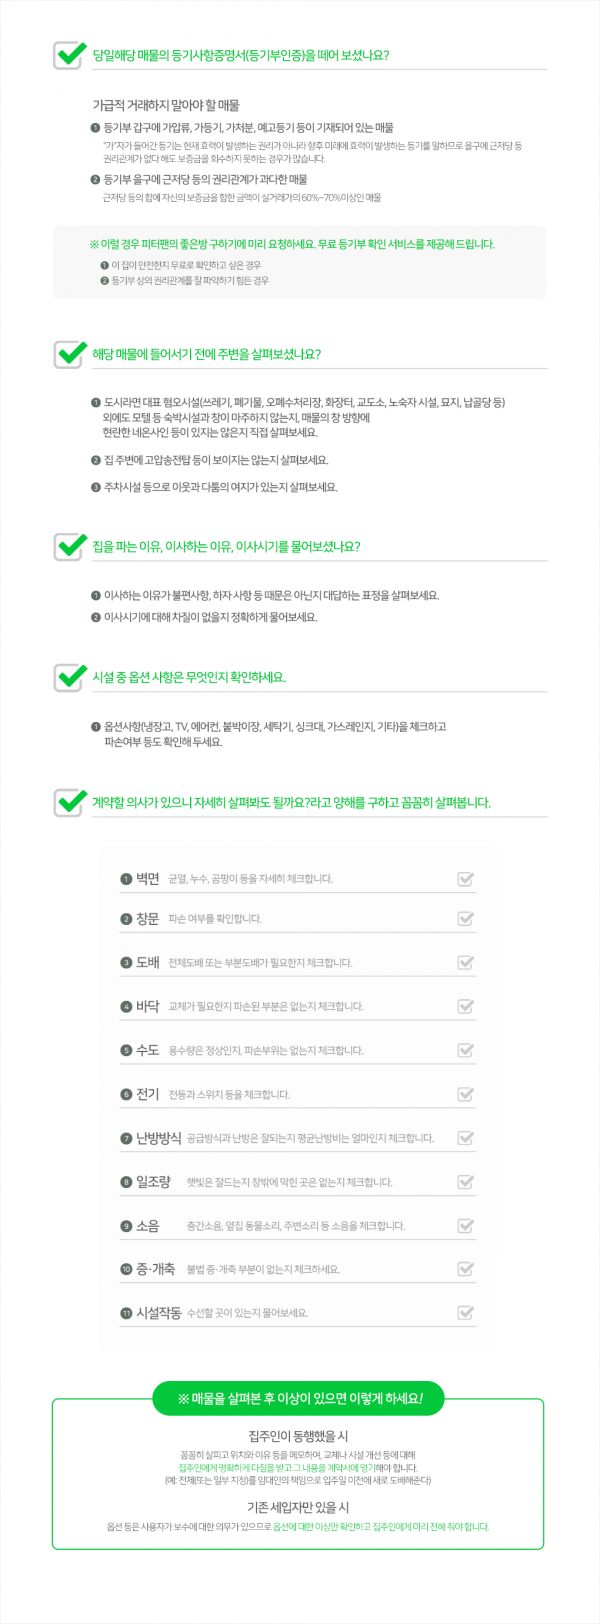 당일해당 매물의 등기사항증명서(등기부인증)을 떼어 보셨나요?
가급적 거래하지 말아야 할 매물
❶ 등기부 갑구에 가압류, 가등기, 가처분, 예고등기 등이 기재되어 있는 매물
"가"자가 들어간 등기는 현재 효력이 발생하는 권리가 아니라 향후 미래에 효력이 발생하는 등기를 말하므로 을구에 근저당 등
권리관계가 없다 해도 보증금을 회수하지 못하는 경우가 많습니다.
❷ 등기부 을구에 근저당 등의 권리관계가 과다한 매물
근저당 등의 합에 자신의 보증금을 합한 금액이 실거래가의 60%~70%이상인 매물
※ 이럴 경우 피터팬의 좋은방 구하기에 미리 요청하세요. 무료 등기부 확인 서비스를 제공해 드립니다.
❶ 이 집이 안전한지 무료로 확인하고 싶은 경우
❷ 등기부 상의 권리관계를 잘 파악하기 힘든 경우
해당 매물에 들어서기 전에 주변을 살펴보셨나요?
❶ 도시라면 대표 혐오시설(쓰레기, 폐기물, 오폐수처리장, 화장터, 교도소, 노숙자 시설, 묘지, 납골당 등)
외에도 모텔 등 숙박시설과 창이 마주하지 않는지, 매물의 창 방향에
현란한 네온사인 등이 있지는 않은지 직접 살펴보세요.
❷ 집 주변에 고압송전탑 등이 보이지는 않는지 살펴보세요.
❸ 주차시설 등으로 이웃과 다툼의 여지가 있는지 살펴보세요.
집을 파는 이유, 이사하는 이유, 이사시기를 물어보셨나요?
❶ 이사하는 이유가 불편사항, 하자 사항 등 때문은 아닌지 대답하는 표정을 살펴보세요.
❷ 이사시기에 대해 차질이 없을지 정확하게 물어보세요.
시설 중 옵션 사항은 무엇인지 확인하세요.
❶ 옵션사항(냉장고, TV, 에어컨, 붙박이장, 세탁기, 싱크대, 가스레인지, 기타)을 체크하고
파손여부 등도 확인해 두세요.
계약할 의사가 있으니 자세히 살펴봐도 될까요?라고 양해를 구하고 꼼꼼히 살펴봅니다.
❶ 벽면 균열, 누수, 곰팡이 등을 자세히 체크합니다.
❷ 창문 파손 여부를 확인합니다.
❸ 도배 전체도배 또는 부분도배가 필요한지 체크합니다.
❹ 바닥 교체가 필요한지 파손된 부분은 없는지 체크합니다.
❺ 수도 용수량은 정상인지, 파손부위는 없는지 체크합니다.
❻ 전기 전등과 스위치 등을 체크합니다.
❼ 난방방식 공급방식과 난방은 잘되는지 평균난방비는 얼마인지 체크합니다.
❽ 일조량 햇빛은 잘드는지 창밖에 막힌 곳은 없는지 체크합니다.
❾ 소음 층간소음, 옆집 동물소리, 주변소리 등 소음을 체크합니다.
❿ 증·개축 불법 증·개축 부분이 없는지 체크하세요.
⓫ 시설작동 수선할 곳이 있는지 물어보세요.
※ 매물을 살펴본 후 이상이 있으면 이렇게 하세요!
집주인이 동행했을 시
꼼꼼히 살피고 위치와 이유 등을 메모하여, 교체나 시설 개선 등에 대해
집주인에게 명확하게 다짐을 받고 그 내용을 계약서에 명기해야 합니다.
(예: 전체(또는 일부 지정)를 임대인의 책임으로 입주일 이전에 새로 도배해준다)
기존 세입자만 있을 시
옵션 등은 사용자가 보수에 대한 의무가 있으므로 옵션에 대한 이상만 확인하고 집주인에게 미리 전해 줘야 합니다.